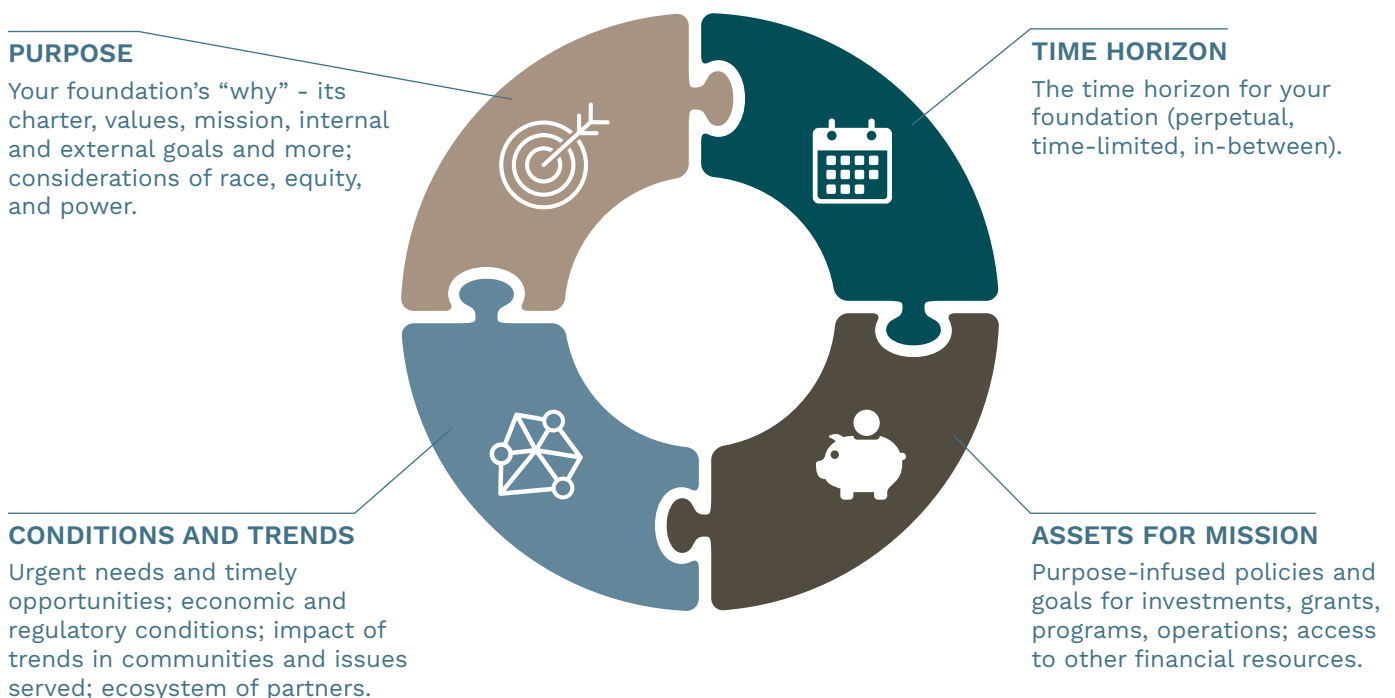 PURPOSE
Your foundation’s “why” - its
charter, values, mission, internal
and external goals and more;
considerations of race, equity,
and power.
TIME HORIZON
The time horizon for your
foundation (perpetual,
time-limited, in-between).
CONDITIONS AND TRENDS
Urgent needs and timely
opportunities; economic and
regulatory conditions; impact of
trends in communities and issues
served; ecosystem of partners.
ASSETS FOR MISSION
Purpose-infused policies and
goals for investments, grants,
programs, operations; access
to other financial resources.